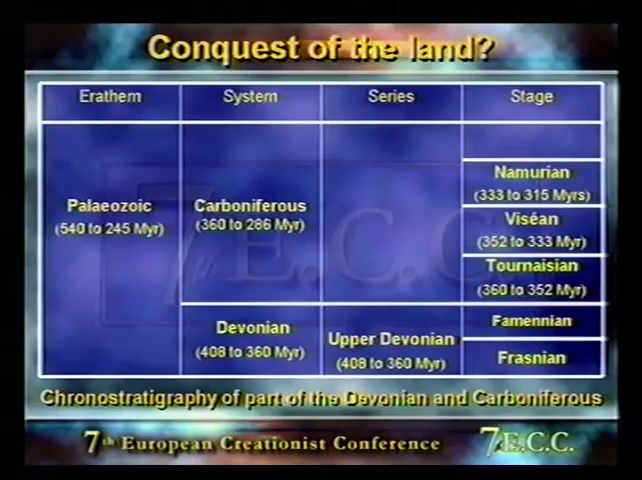 Conquest of the land?
Erathem System Series Stage
Namurian
(333 to 315 Myrs)
Palaeozoic
(540 to 245 Myr)
Carboniferous
(360 to 286 Myr)
Viséan
(352 to 333 Myr)
Tournaisian
(360 to 352 Myr)
Devonian
(408 to 360 Myr)
Upper Devonian
(408 to 360 Myr)
Famennian
Frasnian
Chronostratigraphy of part of the Devonian and Carboniferous
7th European Creationist Conference 7E.C.C.
7E.C.C.